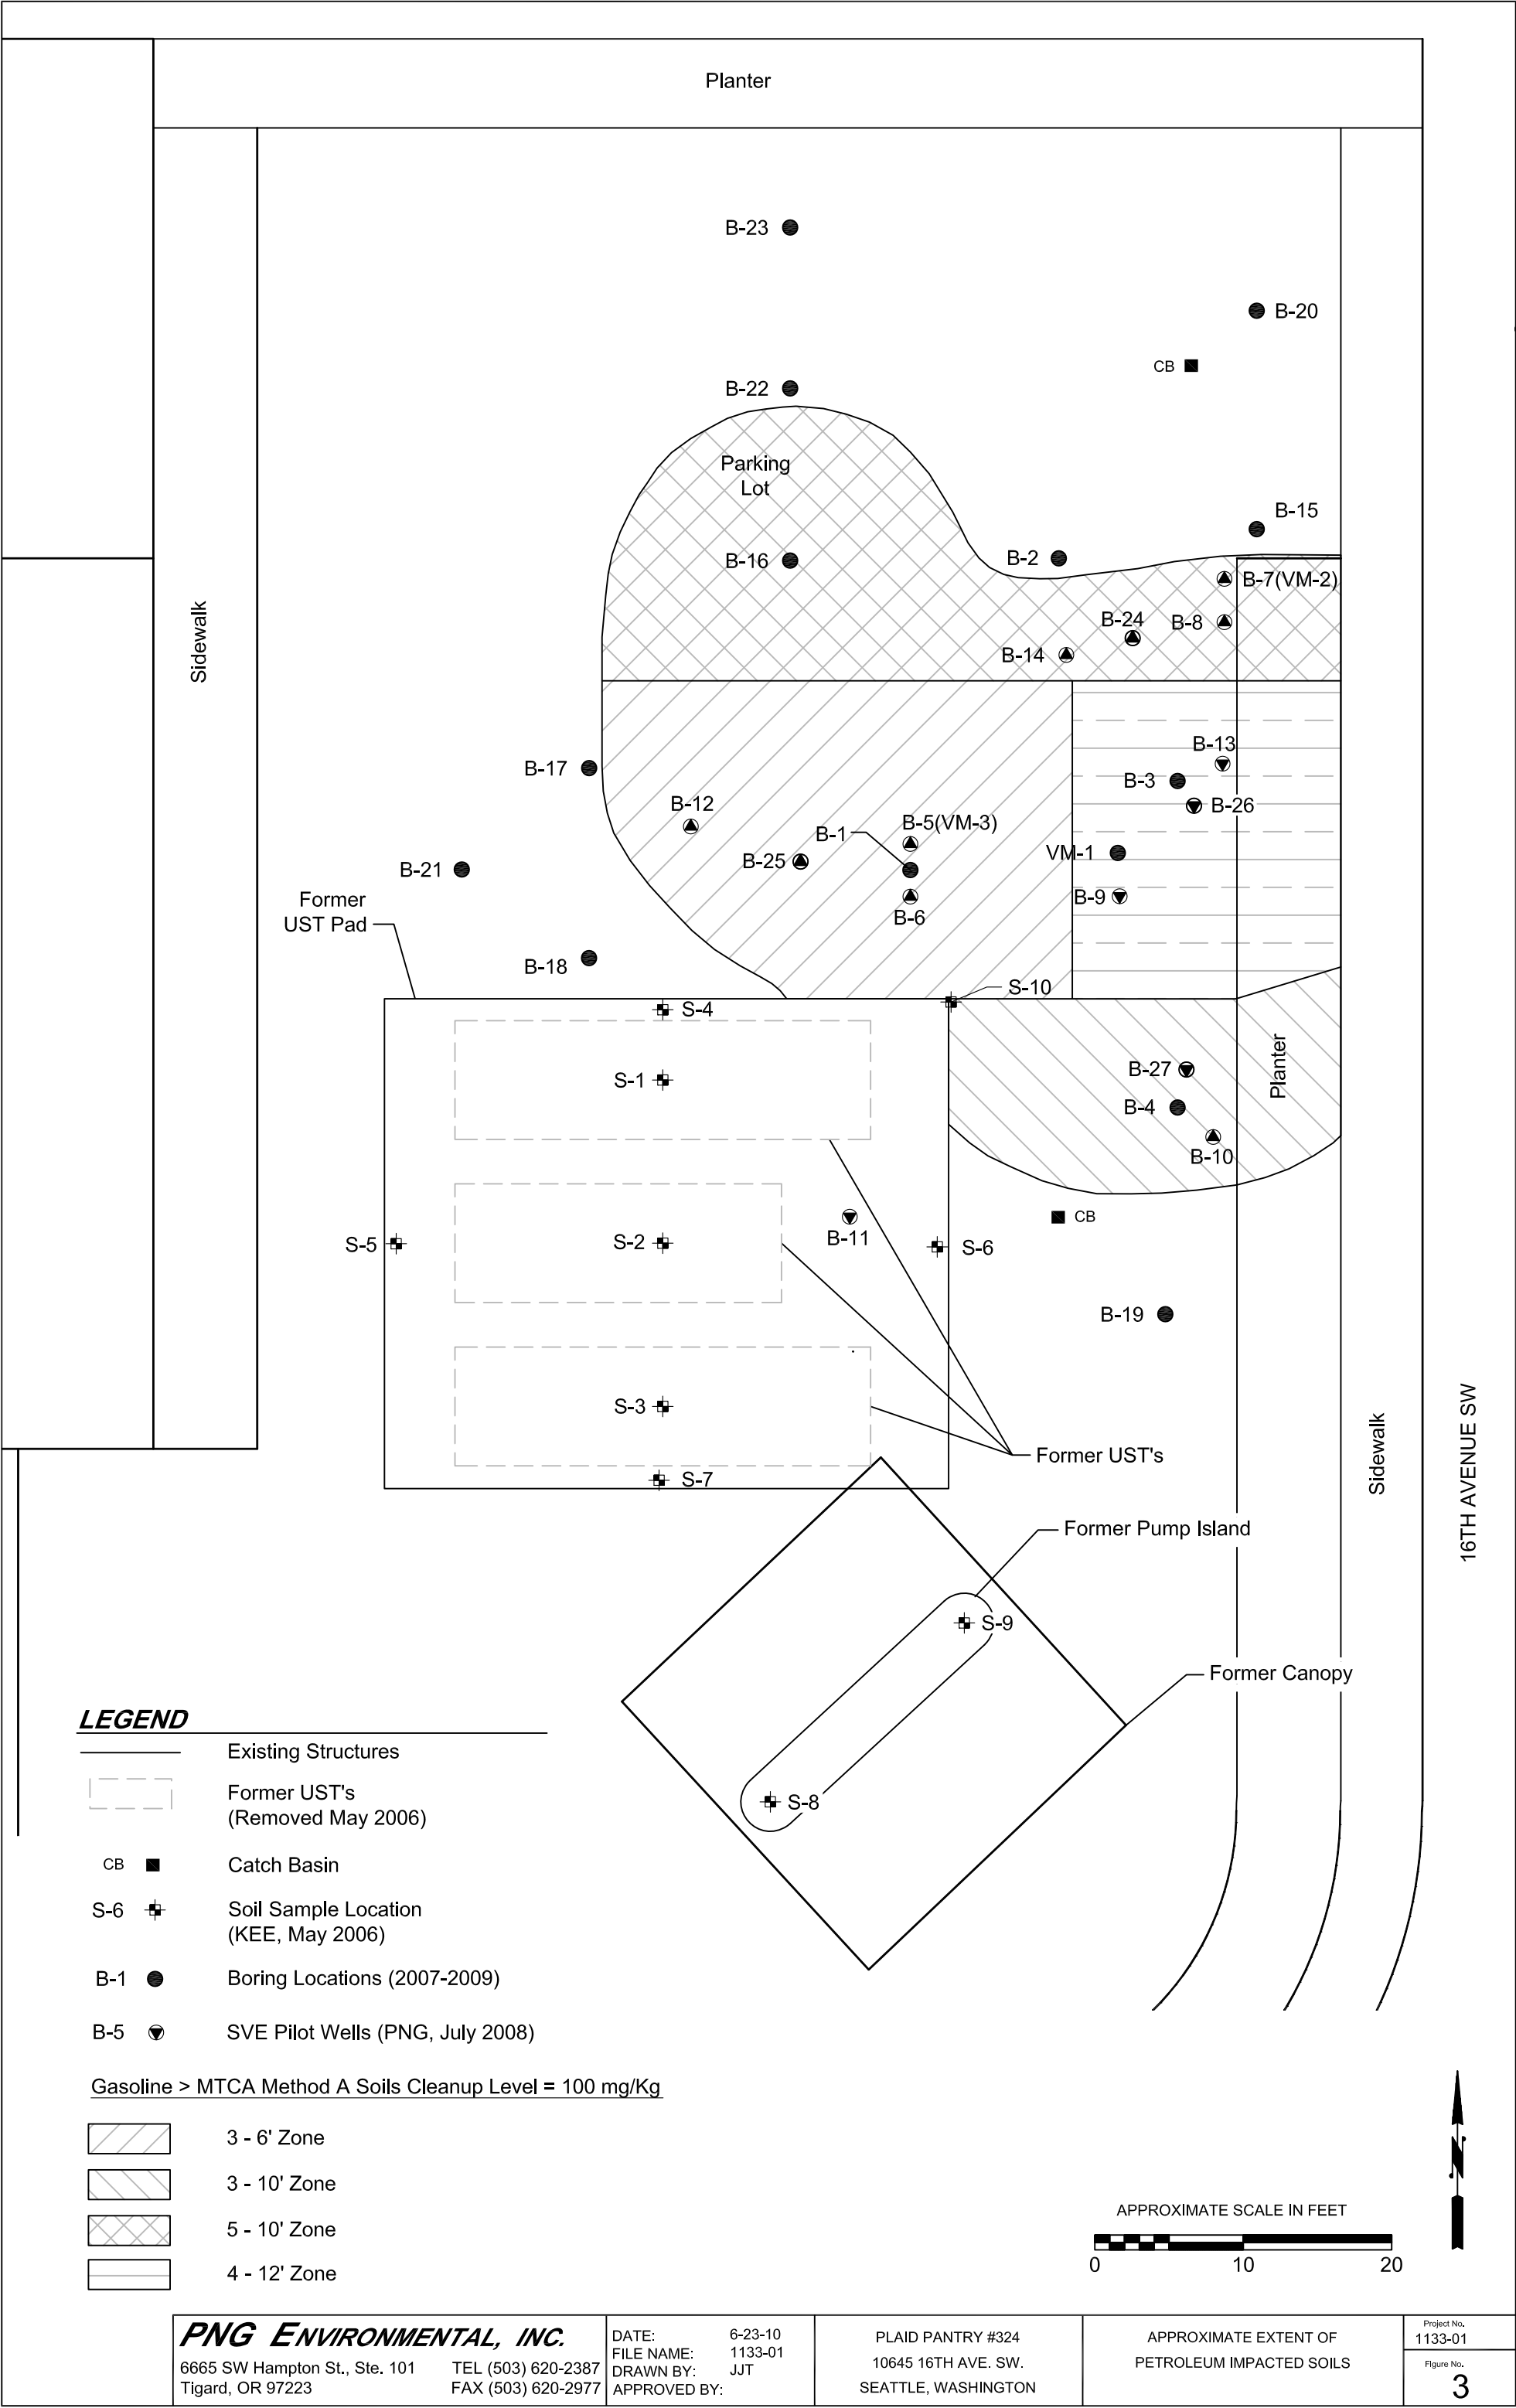 Planter
B-23
B-20
CB
B-22
Parking
Lot
B-15
B-16
B-2
B-7(VM-2)
Sidewalk
B-24
B-8
B-14
B-13
B-17
B-3
B-12
B-26
B-5(VM-3)
B-1
VM-1
B-25
B-21
B-9
Former
UST Pad
B-6
B-18
S-10
S-4
Planter
B-27
S-1
B-4
B-10
CB
B-11
S-5
S-2
S-6
B-19
S-3
16TH AVENUE SW
Sidewalk
Former UST's
S-7
Former Pump Island
S-9
Former Canopy
LEGEND
Existing Structures
S-8
Former UST's
(Removed May 2006)
CB Catch Basin
S-6 Soil Sample Location
(KEE, May 2006)
B-1 Boring Locations (2007-2009)
B-5 SVE Pilot Wells (PNG, July 2008)
Gasoline > MTCA Method A Soils Cleanup Level = 100 mg/Kg
3 - 6' Zone
N
3 - 10' Zone
APPROXIMATE SCALE IN FEET
5 - 10' Zone
0 10 20
4 - 12' Zone
PNG ENVIRONMENTAL, INC.
6665 SW Hampton St., Ste. 101 TEL (503) 620-2387
Tigard, OR 97223 FAX (503) 620-2977
DATE: 6-23-10
FILE NAME: 1133-01
DRAWN BY: JJT
APPROVED BY:
PLAID PANTRY #324
10645 16TH AVE. SW.
SEATTLE, WASHINGTON
APPROXIMATE EXTENT OF
PETROLEUM IMPACTED SOILS
Project No.
1133-01
Figure No.
3